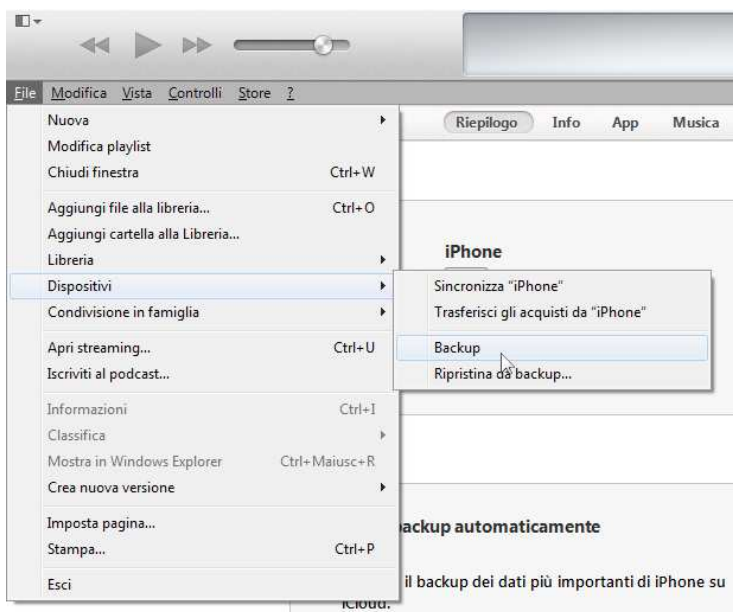 File Modifica Vista Controlli Store ?
Nuova
Riepilogo Info App Musica
Modifica playlist
Chiudi finestra Ctrl+W
Aggiungi file alla libreria... Ctrl+O
Aggiungi cartella alla Libreria...
Libreria
iPhone
Dispositivi
Sincronizza "iPhone"
Condivisione in famiglia
Trasferisci gli acquisti da "iPhone"
Apri streaming... Ctrl+U
Backup
Iscriviti al podcast...
Ripristina da backup...
Informazioni Ctrl+I
Classifica
Mostra in Windows Explorer Ctrl+Maiusc+R
Crea nuova versione
Imposta pagina...
ackup automaticamente
Stampa... Ctrl+P
Esci
il backup dei dati più importanti di iPhone su
iCloud.